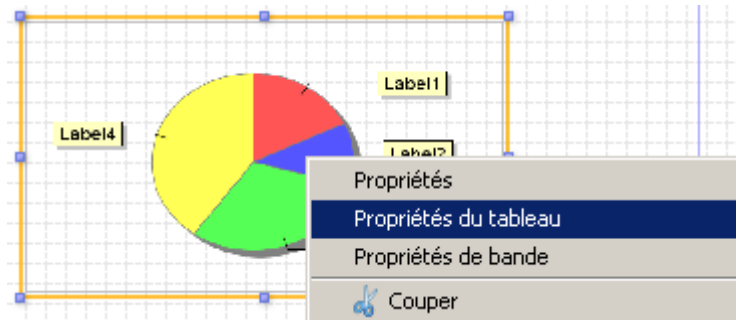 Label1
Label4
Label2
Propriétés
Propriétés du tableau
Propriétés de bande
Couper